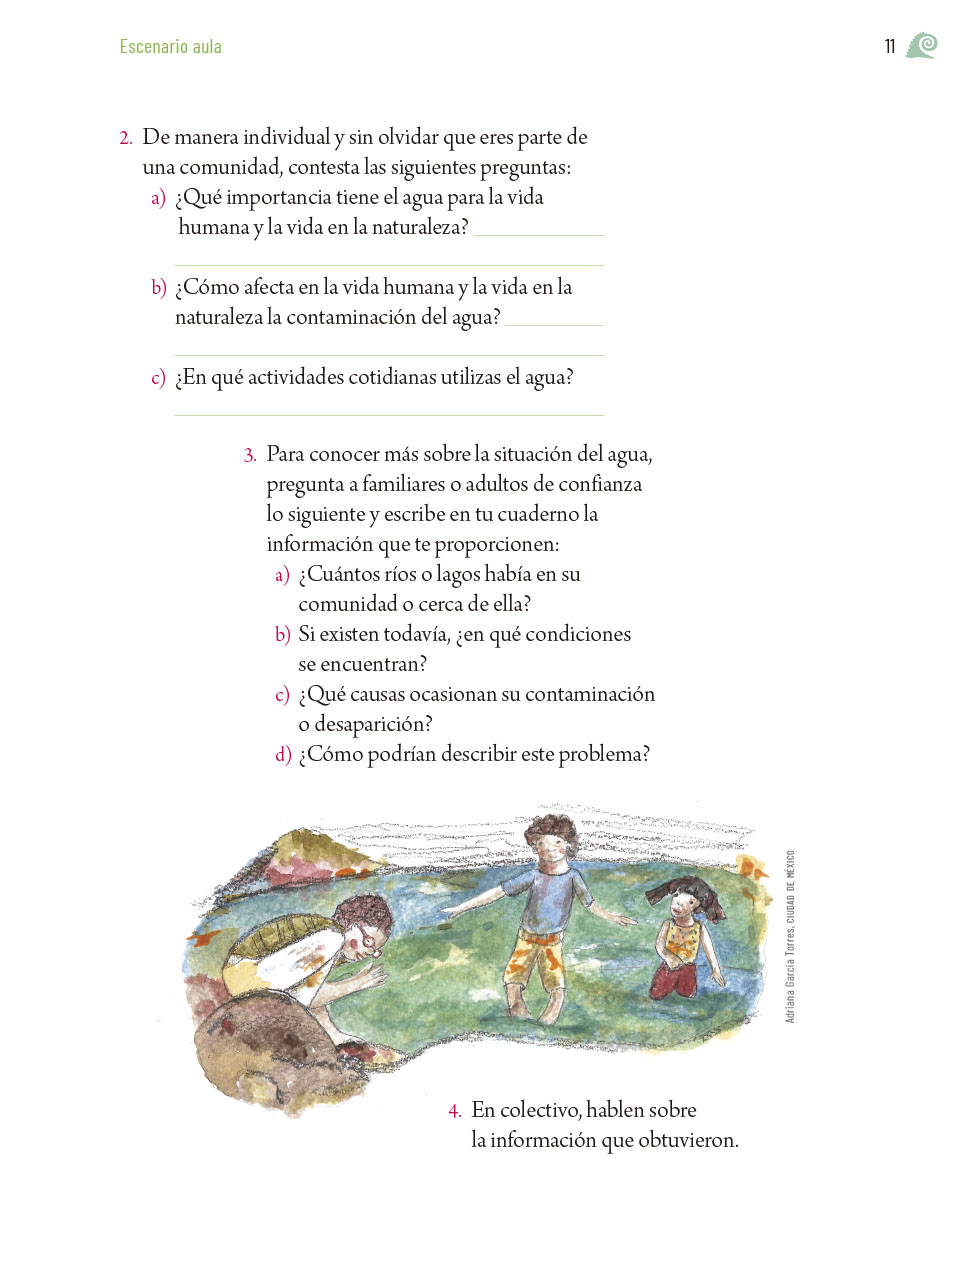 Escenario aula
11
2. De manera individual y sin olvidar que eres parte de
una comunidad, contesta las siguientes preguntas:
a) ¿Qué importancia tiene el agua para la vida
humana y la vida en la naturaleza?
b) ¿Cómo afecta en la vida humana y la vida en la
naturaleza la contaminación del agua?
c) ¿En qué actividades cotidianas utilizas el agua?
3. Para conocer más sobre la situación del agua,
pregunta a familiares o adultos de confianza
lo siguiente y escribe en tu cuaderno la
información que te proporcionen:
a) ¿Cuántos ríos o lagos había en su
comunidad o cerca de ella?
b) Si existen todavía, ¿en qué condiciones
se encuentran?
c) ¿Qué causas ocasionan su contaminación
o desaparición?
d) ¿Cómo podrían describir este problema?
Adriana García Torres, CIUDAD DE MÉXICO
4. En colectivo, hablen sobre
la información que obtuvieron.